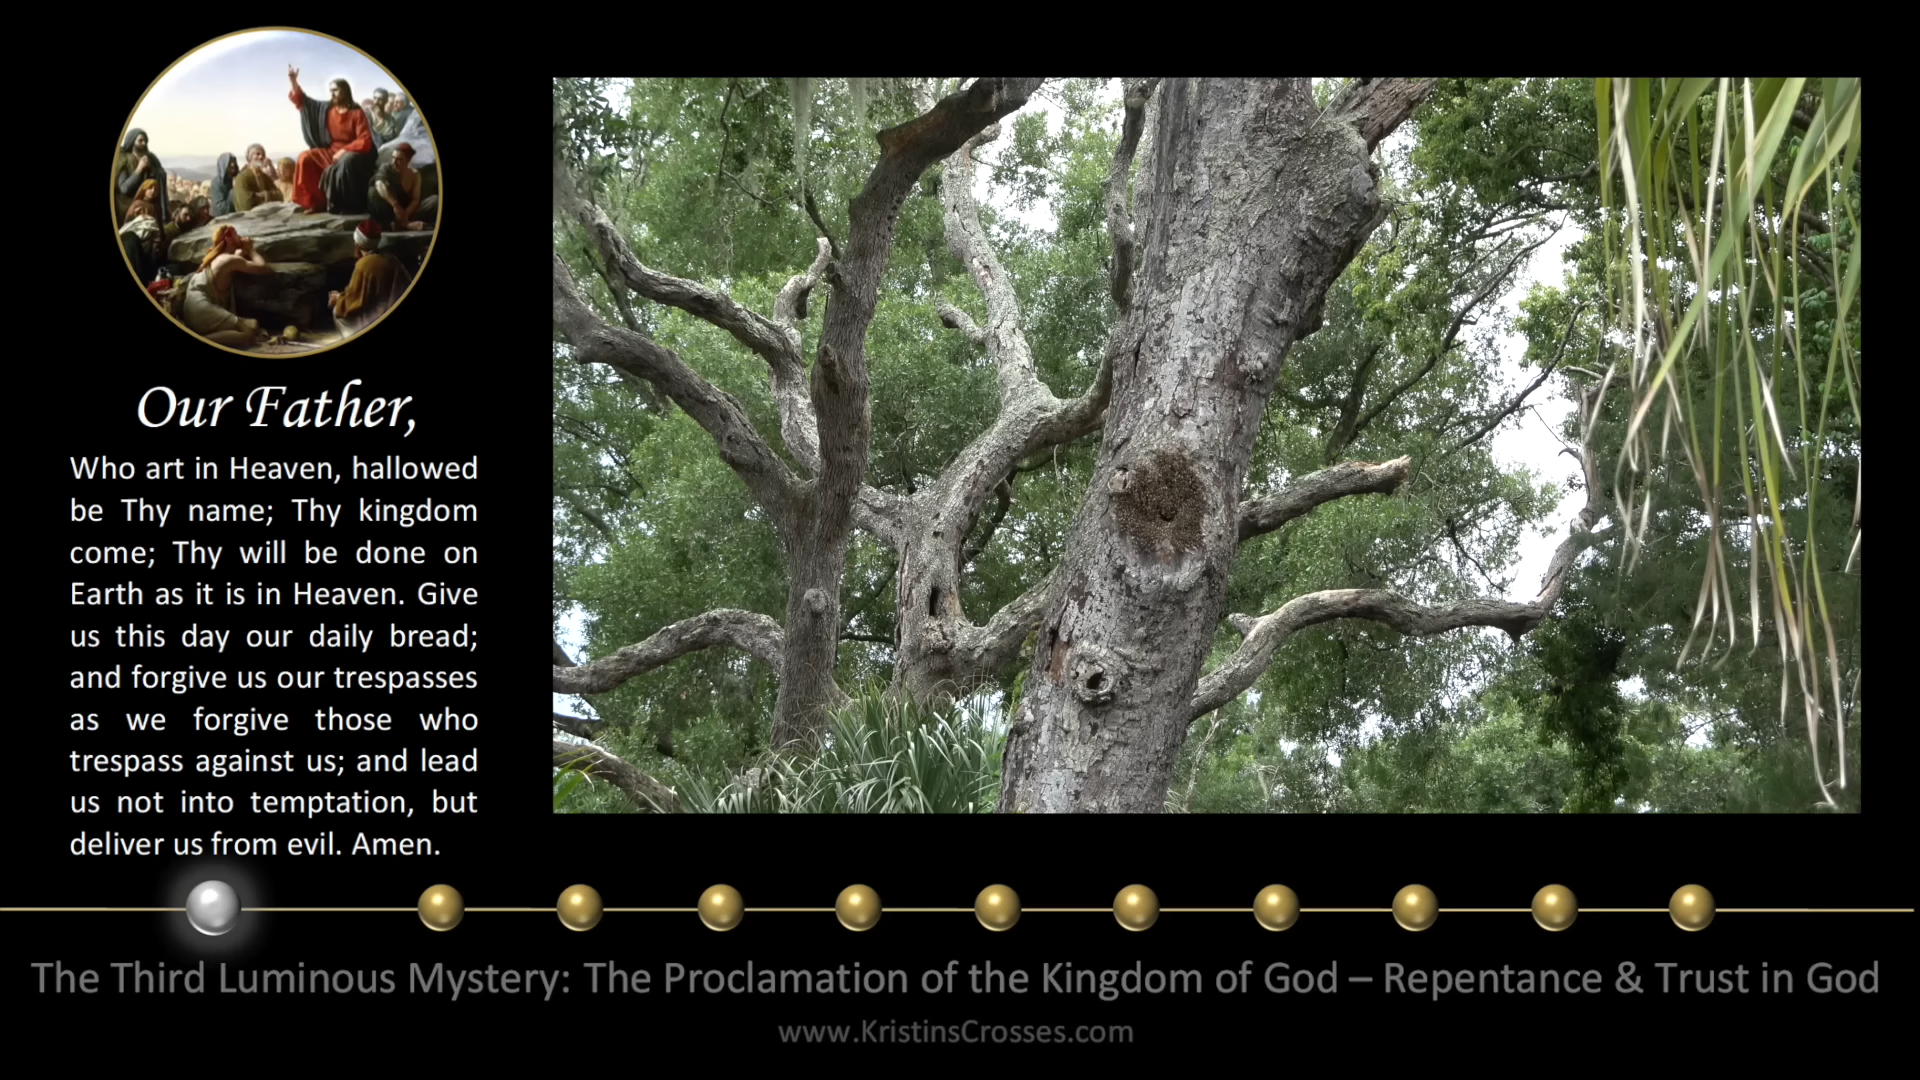 Our Father,
Who art in Heaven, hallowed
be Thy name; Thy kingdom
come; Thy will be done on
Earth as it is in Heaven. Give
us this day our daily bread;
and forgive us our trespasses
as we forgive those who
trespass against us; and lead
us not into temptation, but
deliver us from evil. Amen.
The Third Luminous Mystery: The Proclamation of the Kingdom of God – Repentance & Trust in God
www.KristinsCrosses.com